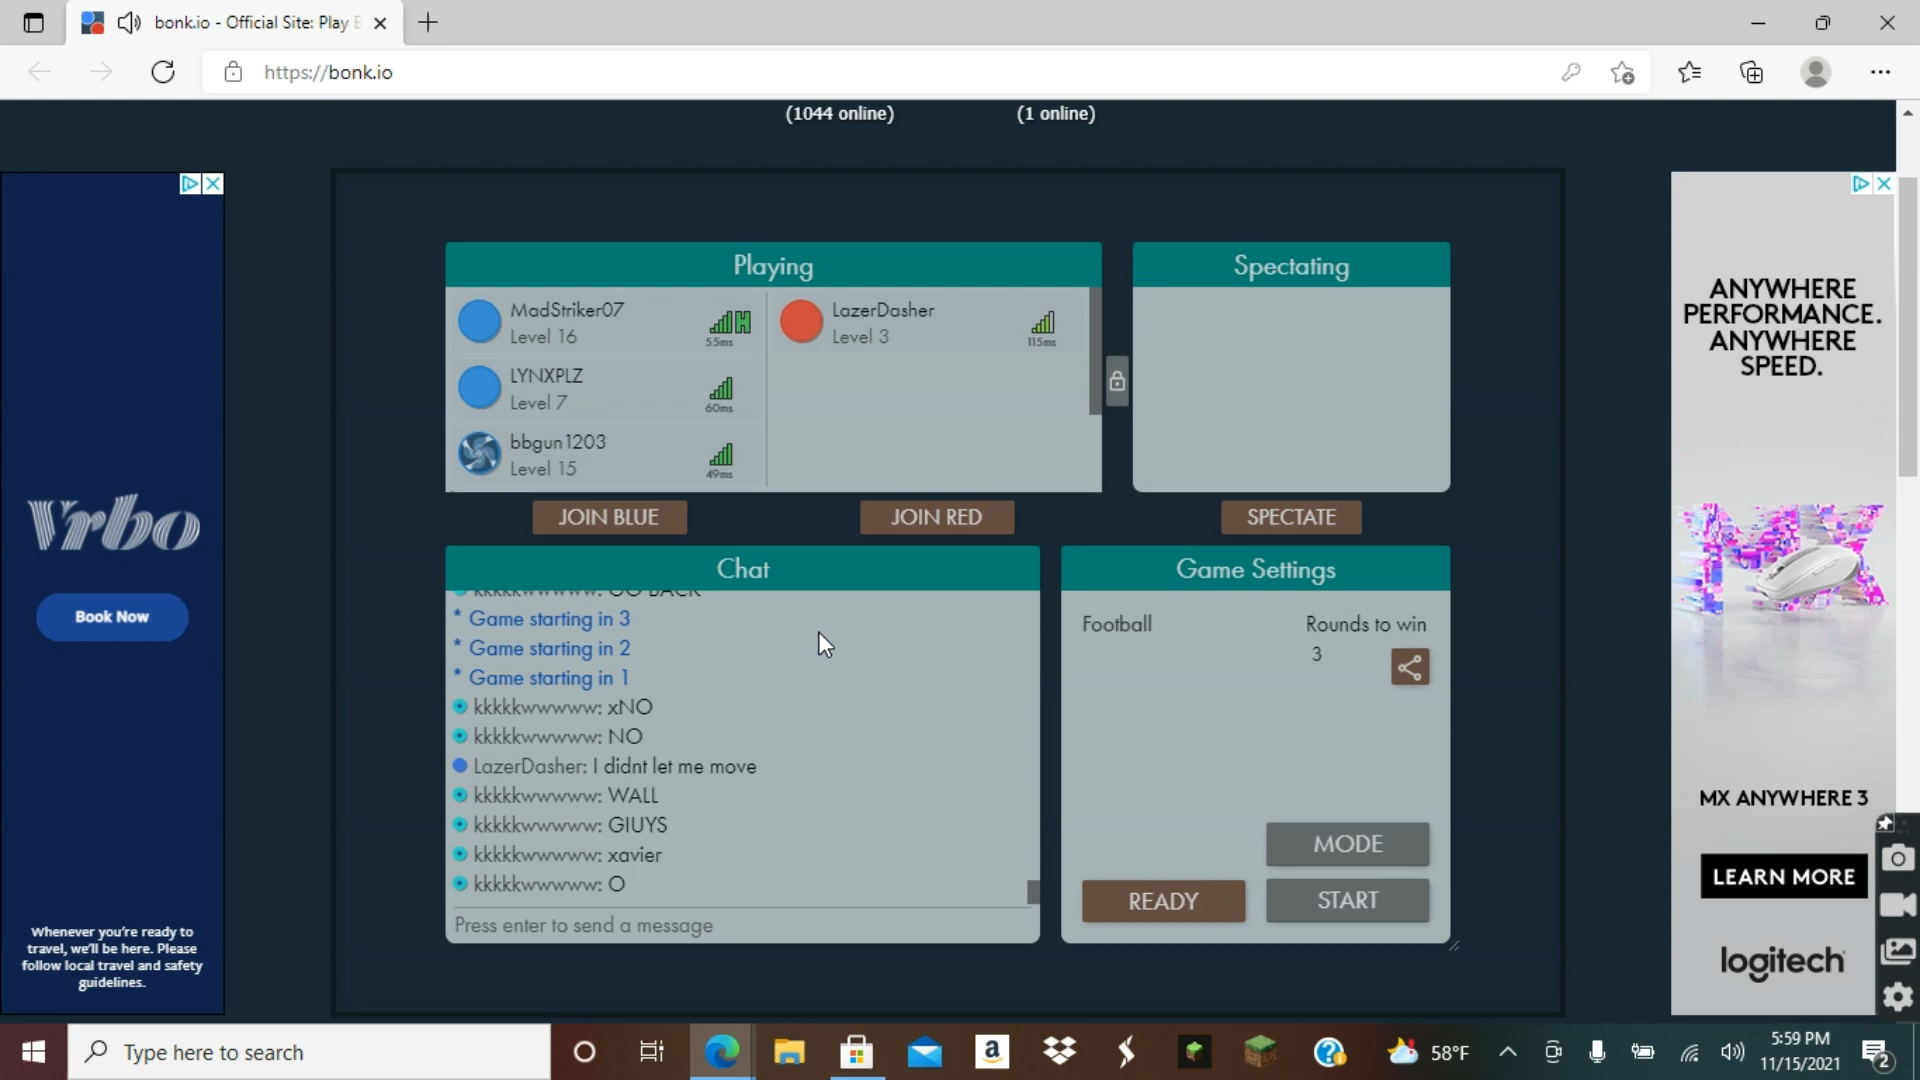 bonk.io - Official Site: Play B
https://bonk.io
(1044 online)
(1 online)
Playing
MadStriker07
Level 16
H
55ms
LYNXPLZ
Level 7
60ms
bbgun1203
Level 15
49ms
LazerDasher
Level 3
115ms
Spectating
JOIN BLUE
JOIN RED
SPECTATE
Chat
kkkkkwwwww: GO BACK
* Game starting in 3
* Game starting in 2
* Game starting in 1
kkkkkwwwww: xNO
kkkkkwwwww: NO
LazerDasher: I didnt let me move
kkkkkwwwww: WALL
kkkkkwwwww: GIUYS
kkkkkwwwww: xavier
kkkkkwwwww: O
Press enter to send a message
Game Settings
Football
Rounds to win
3
MODE
READY
START
Vrbo
Book Now
Whenever you're ready to
travel, we'll be here. Please
follow local travel and safety
guidelines.
ANYWHERE
PERFORMANCE.
ANYWHERE
SPEED.
MX
MX ANYWHERE 3
LEARN MORE
logitech
Type here to search
a
58°F
5:59 PM
11/15/2021
2